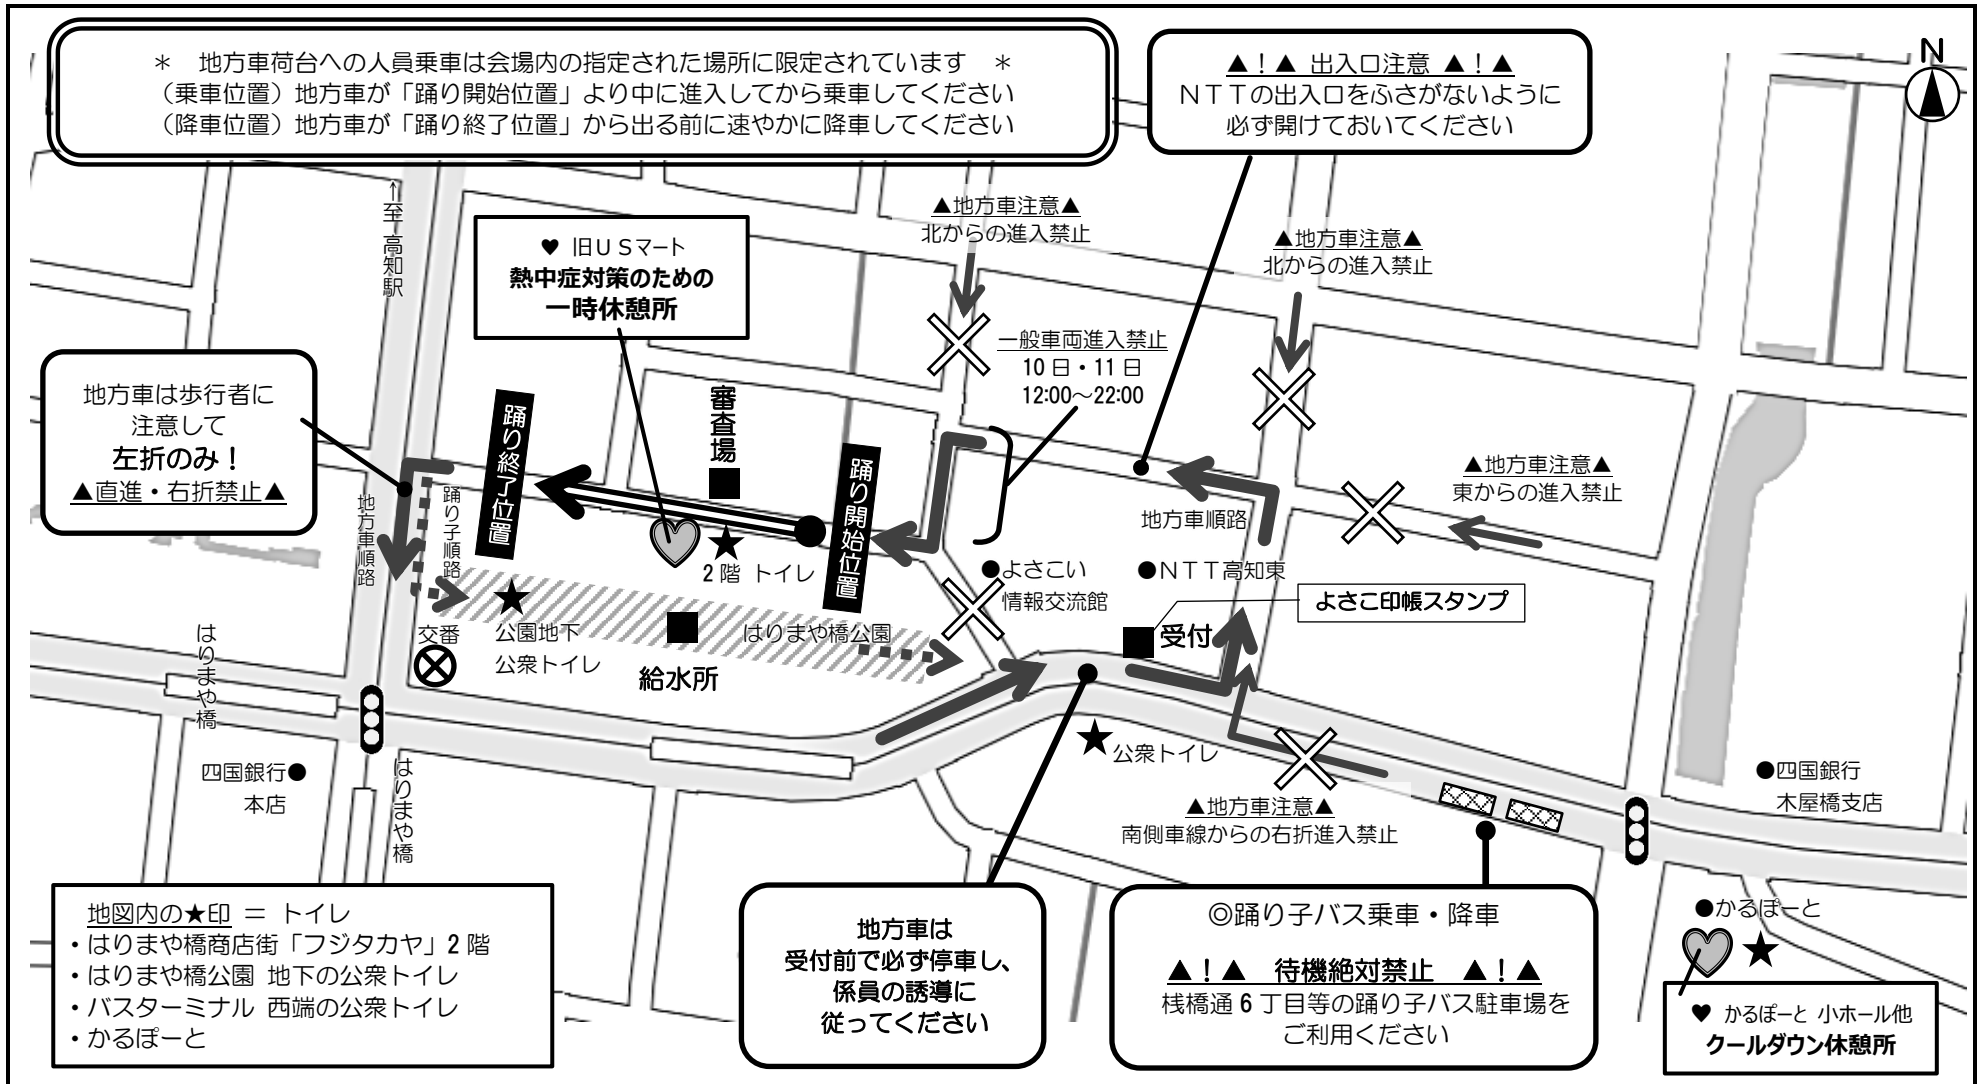 ＊　地方車荷台への人員乗車は会場内の指定された場所に限定されています　＊
（乗車位置）地方車が「踊り開始位置」より中に進入してから乗車してください
（降車位置）地方車が「踊り終了位置」から出る前に速やかに降車してください
▲！▲ 出入口注意 ▲！▲
ＮＴＴの出入口をふさがないように
必ず開けておいてください
N
←至 高知駅
♥ 旧ＵＳマート
熱中症対策のための
一時休憩所
▲地方車注意▲
北からの進入禁止
▲地方車注意▲
北からの進入禁止
一般車両進入禁止
10日・11日
12:00～22:00
地方車は歩行者に
注意して
左折のみ！
▲直進・右折禁止▲
踊り終了位置
審査場
踊り開始位置
▲地方車注意▲
東からの進入禁止
地方車順路
踊り子順路
地方車順路
2階 トイレ
●よさこい
情報交流館
●ＮＴＴ高知東
よさこ印帳スタンプ
受付
交番
公園地下
公衆トイレ
はりまや橋公園
給水所
はりまや橋
四国銀行●
本店
はりまや橋
公衆トイレ
▲地方車注意▲
南側車線からの右折進入禁止
●四国銀行
木屋橋支店
地図内の★印 ＝ トイレ
・はりまや橋商店街「フジタカヤ」2階
・はりまや橋公園 地下の公衆トイレ
・バスターミナル 西端の公衆トイレ
・かるぽーと
地方車は
受付前で必ず停車し、
係員の誘導に
従ってください
◎踊り子バス乗車・降車
▲！▲　待機絶対禁止　▲！▲
桟橋通6丁目等の踊り子バス駐車場を
ご利用ください
●かるぽーと
♥ かるぽーと 小ホール他
クールダウン休憩所